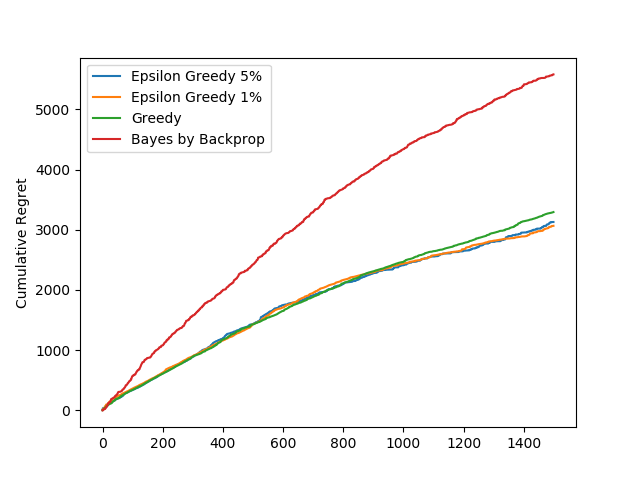 Epsilon Greedy 5%
Epsilon Greedy 1%
Greedy
Bayes by Backprop
Cumulative Regret
5000
4000
3000
2000
1000
0
0 200 400 600 800 1000 1200 1400